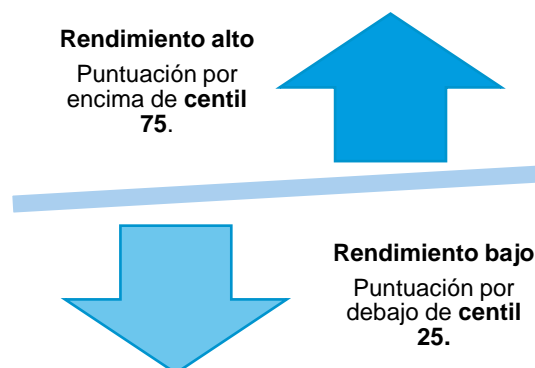 Rendimiento alto
Puntuación por
encima de centil
75.
Rendimiento bajo
Puntuación por
debajo de centil
25.